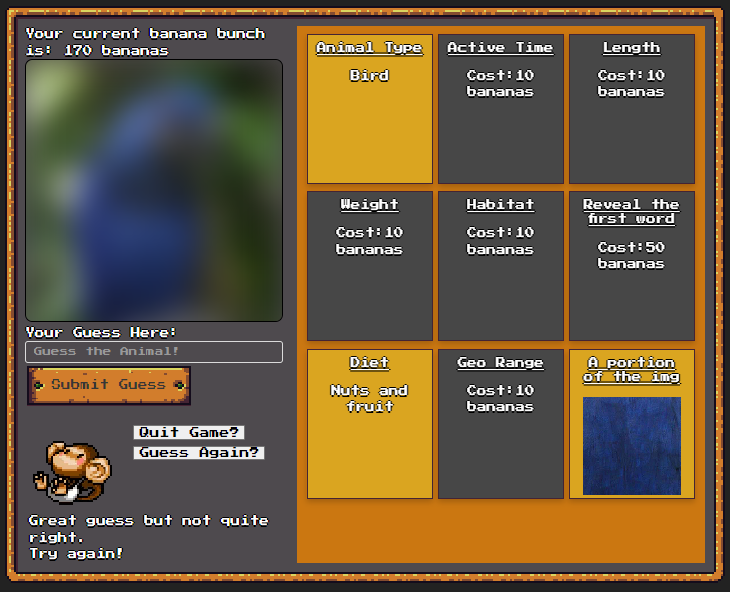 Your current banana bunch
is: 170 bananas
Your Guess Here:
Guess the Animal!
Submit Guess
Quit Game?
Guess Again?
Great guess but not quite
right.
Try again!
Animal Type
Bird
Active Time
Cost:10
bananas
Length
Cost:10
bananas
Weight
Cost:10
bananas
Habitat
Cost:10
bananas
Reveal the
first word
Cost:50
bananas
Diet
Nuts and
fruit
Geo Range
Cost:10
bananas
A portion
of the img